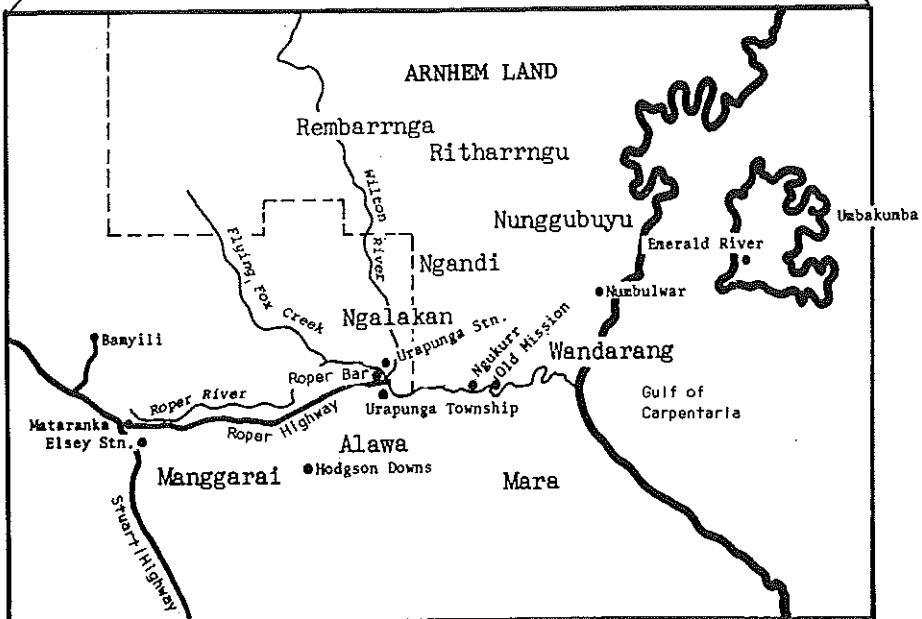 ARNHEM LAND
Rembarrnga
Ritharrngu
Wilton River
Nunggubuyu
Umbakumba
Emerald River
Flying Fox Creek
Ngandi
Numbulwar
Ngalakan
Urapunga Stn.
Bamyili
Ngukurr
Old Mission
Wandarang
Roper Bar
Roper River
Urapunga Township
Gulf of
Carpentaria
Mataranka
Roper Highway
Elsey Stn.
Alawa
Manggarai
Hodgson Downs
Mara
Stuart Highway